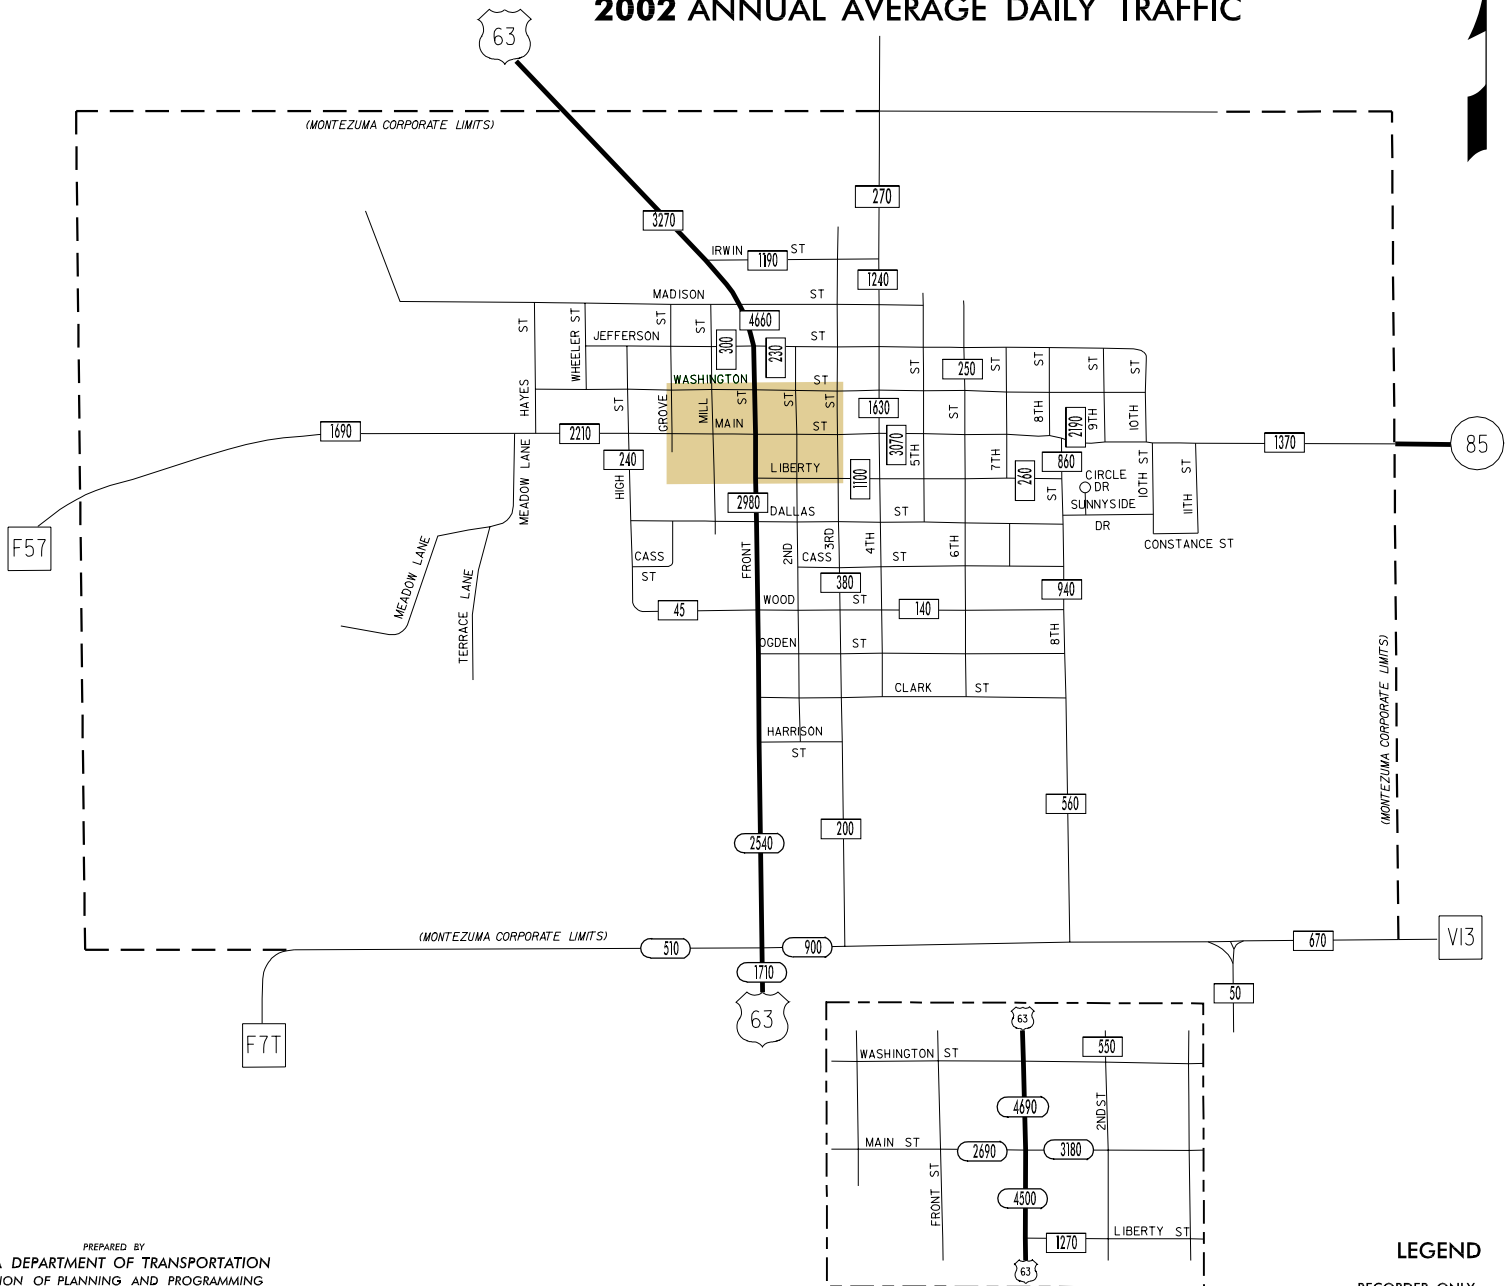 2002 ANNUAL AVERAGE DAILY TRAFFIC
63
(MONTEZUMA CORPORATE LIMITS)
270
3270
IRWIN ST
1190
1240
MADISON ST
4660
JEFFERSON ST
WHEELER ST
ST
ST
ST
300
230
ST
ST
ST
ST
ST
ST
250
WASHINGTON ST
HAYES
ST
GROVE
MILL
ST
ST
ST
1630
ST
8TH
2190
9TH
10TH
MAIN ST
1690
2210
3070
5TH
1370
85
240
HIGH
MEADOW LANE
LIBERTY
1100
7TH
260
860
ST
CIRCLE
DR
SUNNYSIDE
DR
10TH ST
11TH ST
CONSTANCE ST
2980
DALLAS ST
F57
MEADOW LANE
TERRACE LANE
CASS
ST
FRONT
2ND
3RD
CASS ST
4TH
6TH
380
940
45
WOOD ST
140
OGDEN ST
8TH
CLARK ST
HARRISON
ST
(MONTEZUMA CORPORATE LIMITS)
560
200
2540
(MONTEZUMA CORPORATE LIMITS)
510
900
670
V13
1710
50
63
F7T
63
WASHINGTON ST
550
4690
2ND ST
MAIN ST
2690
3180
FRONT ST
4500
LIBERTY ST
1270
63
PREPARED BY
A DEPARTMENT OF TRANSPORTATION
ION OF PLANNING AND PROGRAMMING
LEGEND
RECORDER ONLY